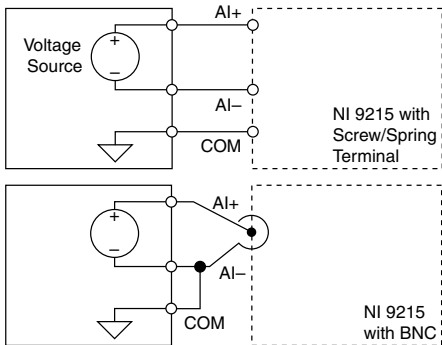 Voltage
Source
+
–
AI+
AI–
COM
NI 9215 with
Screw/Spring
Terminal
+
–
AI+
AI–
COM
NI 9215
with BNC